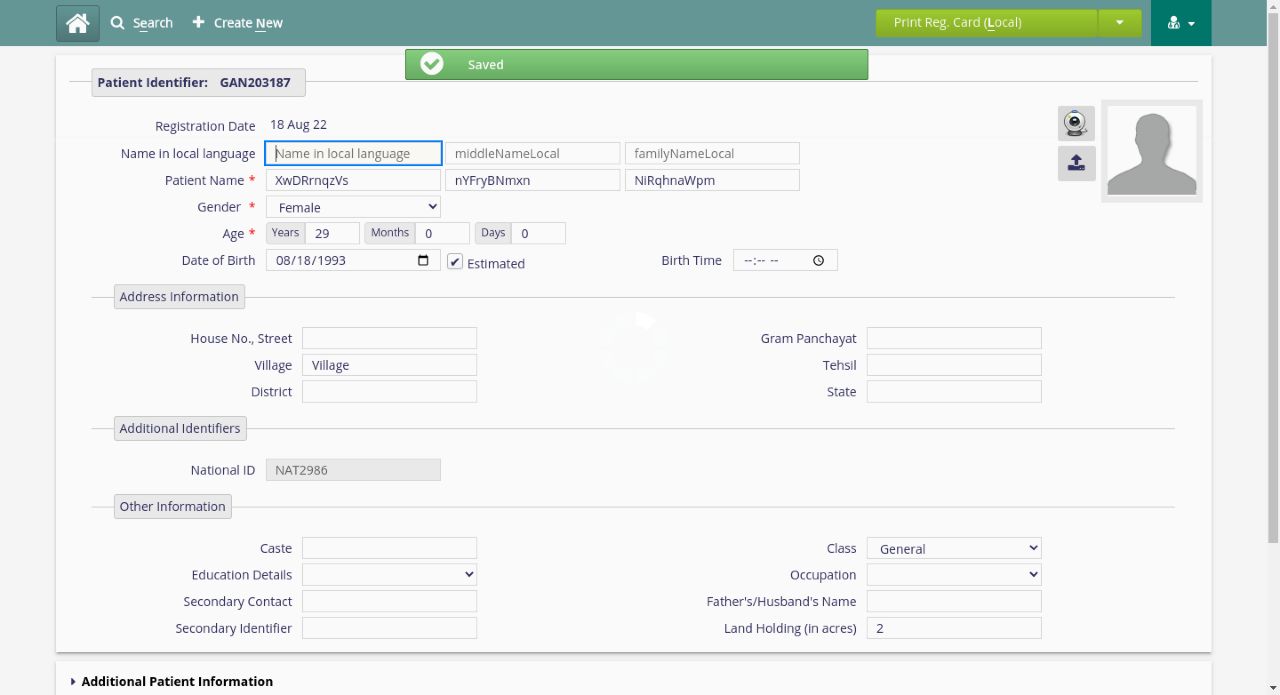 Search Create New Print Reg. Card (Local)
Saved
Patient Identifier: GAN203187
Registration Date 18 Aug 22
Name in local language Name in local language middleNameLocal familyNameLocal
Patient Name * XwDRrnqzVs nYFryBNmxn NiRqhnaWpm
Gender * Female
Age * Years 29 Months 0 Days 0
Date of Birth 08/18/1993 Estimated Birth Time --:-- --
Address Information
House No., Street Gram Panchayat
Village Village Tehsil
District State
Additional Identifiers
National ID NAT2986
Other Information
Caste Class General
Education Details Occupation
Secondary Contact Father's/Husband's Name
Secondary Identifier Land Holding (in acres) 2
Additional Patient Information